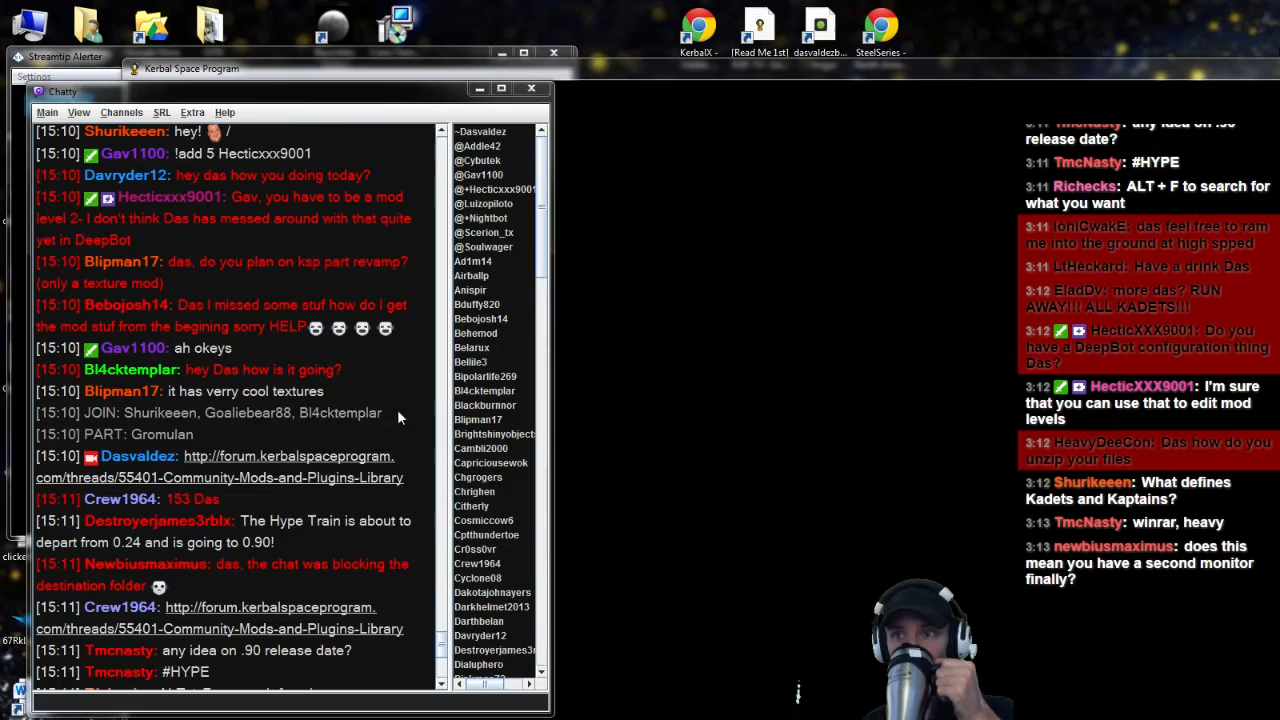 KerbalX -
[Read Me 1st]
dasvaldezb...
SteelSeries -
Streamtip Alerter
Settings
Kerbal Space Program
Chatty
Main View Channels SRL Extra Help
[15:10] Shurikeeen: hey! /
[15:10] Gav1100: !add 5 Hecticxxx9001
[15:10] Davryder12: hey das how you doing today?
[15:10] Hecticxxx9001: Gav, you have to be a mod
level 2- I don't think Das has messed around with that quite
yet in DeepBot
[15:10] Blipman17: das, do you plan on ksp part revamp?
(only a texture mod)
[15:10] Bebojosh14: Das I missed some stuf how do I get
the mod stuf from the begining sorry HELP
[15:10] Gav1100: ah okeys
[15:10] Bl4cktemplar: hey Das how is it going?
[15:10] Blipman17: it has verry cool textures
[15:10] JOIN: Shurikeeen, Goaliebear88, Bl4cktemplar
[15:10] PART: Gromulan
[15:10] Dasvaldez: http://forum.kerbalspaceprogram.
com/threads/55401-Community-Mods-and-Plugins-Library
[15:11] Crew1964: 153 Das
[15:11] Destroyerjames3rblx: The Hype Train is about to
depart from 0.24 and is going to 0.90!
[15:11] Newbiusmaximus: das, the chat was blocking the
destination folder
[15:11] Crew1964: http://forum.kerbalspaceprogram.
com/threads/55401-Community-Mods-and-Plugins-Library
[15:11] Tmcnasty: any idea on .90 release date?
[15:11] Tmcnasty: #HYPE
~Dasvaldez
@Addle42
@Cybutek
@Gav1100
@+Hecticxxx9001
@Luizopiloto
@+Nightbot
@Scerion_tx
@Soulwager
Ad1m14
Airballp
Anispir
Bduffy820
Bebojosh14
Behemod
Belarux
Bellile3
Bipolarlife269
Bl4cktemplar
Blackburnnor
Blipman17
Brightshinyobjects
Cambli2000
Capriciousewok
Chgrogers
Chrighen
Citherly
Cosmiccow6
Cptthundertoe
Cr0ss0vr
Crew1964
Cyclone08
Dakotajohnayers
Darkhelmet2013
Darthbelan
Davryder12
Destroyerjames3r
Dialuphero
TmcNasty: any idea on .90
release date?
3:11 TmcNasty: #HYPE
3:11 Richecks: ALT + F to search for
what you want
3:11 IonICwakE: das feel free to ram
me into the ground at high spped
3:11 LtHeckard: Have a drink Das
3:12 EladDv: more das? RUN
AWAY!!! ALL KADETS!!!
3:12 HecticXXX9001: Do you
have a DeepBot configuration thing
Das?
3:12 HecticXXX9001: I'm sure
that you can use that to edit mod
levels
3:12 HeavyDeeCon: Das how do you
unzip your files
3:12 Shurikeeen: What defines
Kadets and Kaptains?
3:13 TmcNasty: winrar, heavy
3:13 newbiusmaximus: does this
mean you have a second monitor
finally?
clicke
67Rk